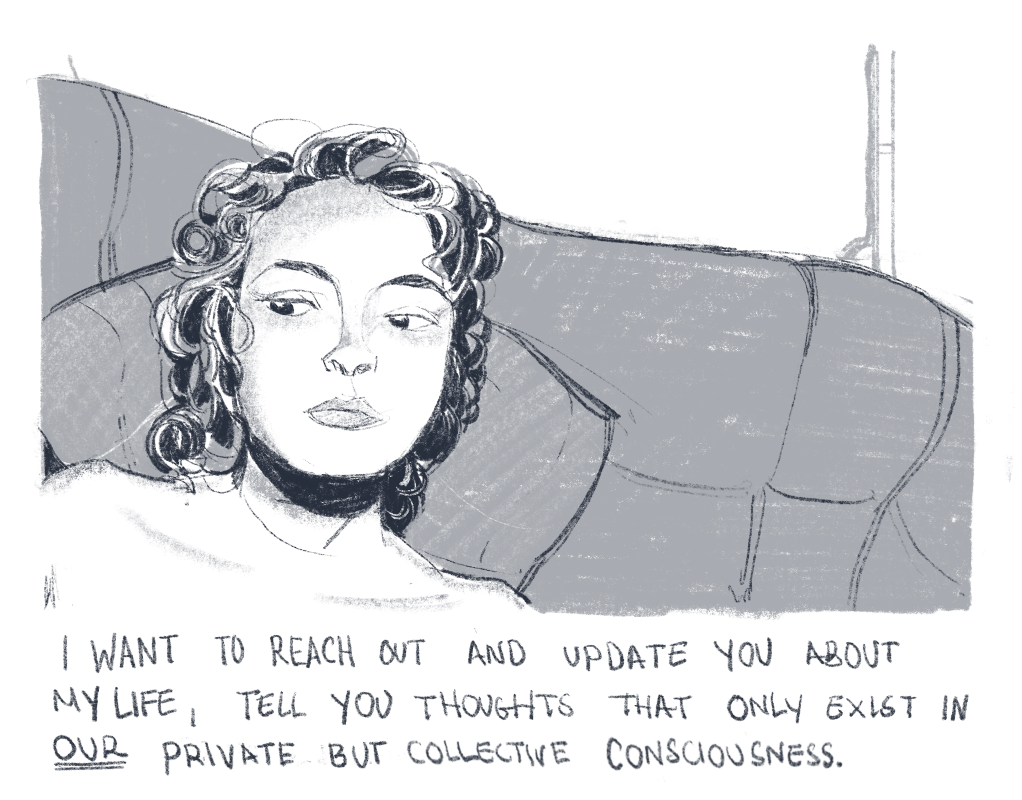 I WANT TO REACH OUT AND UPDATE YOU ABOUT
MY LIFE, TELL YOU THOUGHTS THAT ONLY EXIST IN
OUR PRIVATE BUT COLLECTIVE CONSCIOUSNESS.